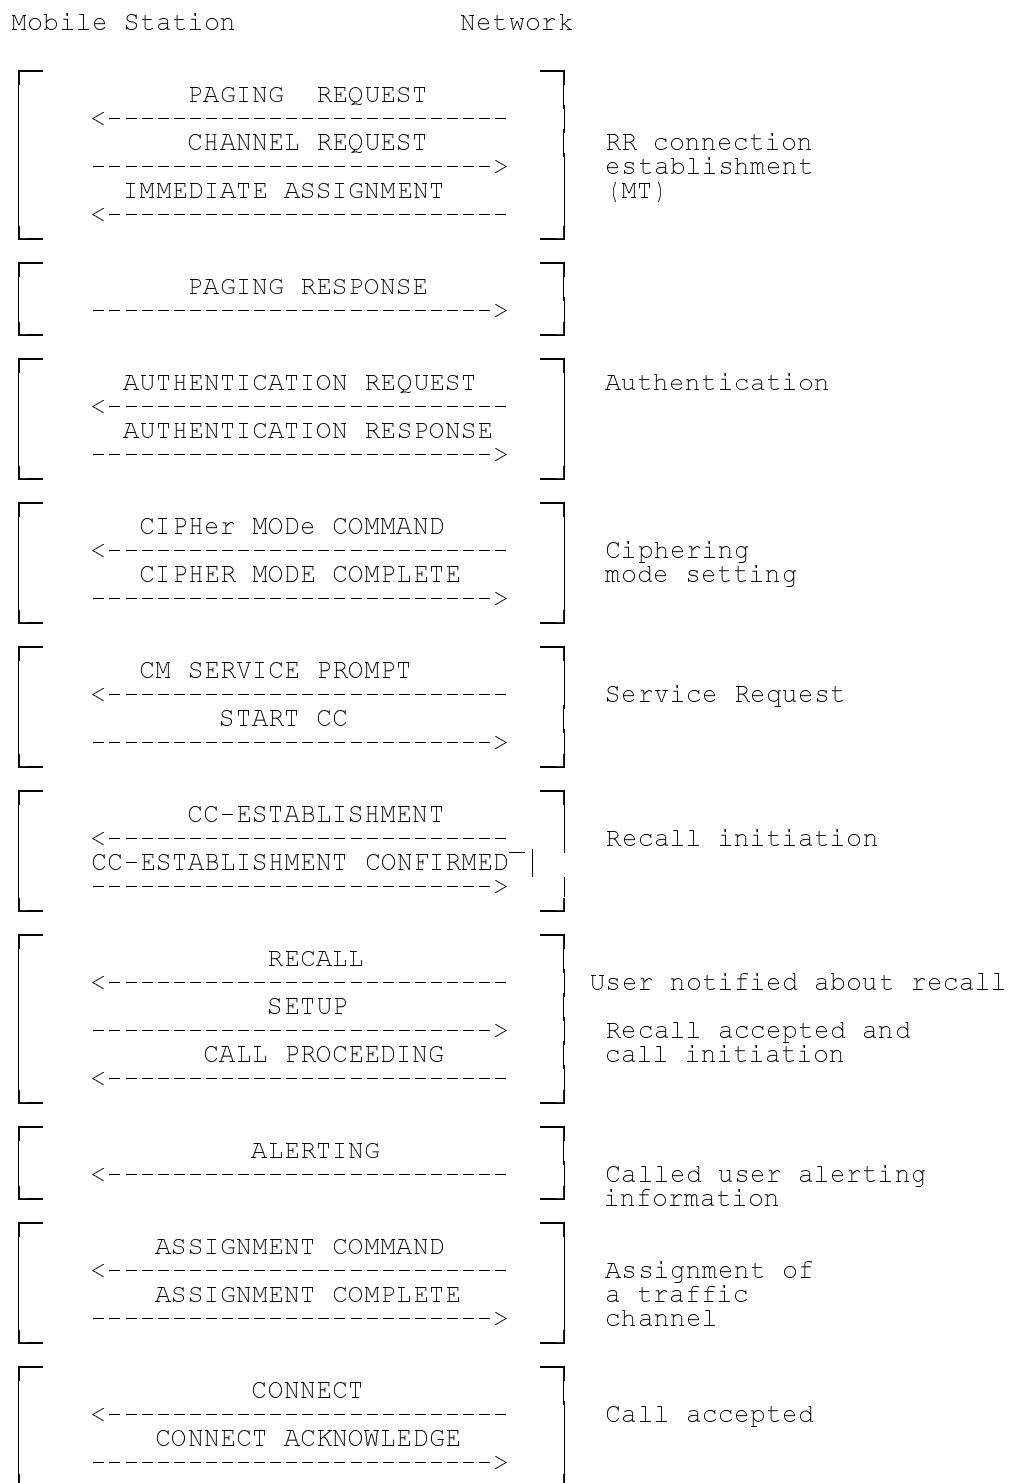 Mobile Station Network
PAGING REQUEST
<--------------------------
CHANNEL REQUEST RR connection
-------------------------> establishment
IMMEDIATE ASSIGNMENT (MT)
<-------------------------
PAGING RESPONSE
------------------------->
AUTHENTICATION REQUEST Authentication
<-------------------------
AUTHENTICATION RESPONSE
------------------------->
CIPHer MODe COMMAND
<------------------------- Ciphering
CIPHER MODE COMPLETE mode setting
------------------------->
CM SERVICE PROMPT
<------------------------- Service Request
START CC
------------------------->
CC-ESTABLISHMENT
<------------------------- Recall initiation
CC-ESTABLISHMENT CONFIRMED
------------------------->
RECALL
<------------------------- User notified about recall
SETUP
-------------------------> Recall accepted and
CALL PROCEEDING call initiation
<-------------------------
ALERTING
<------------------------- Called user alerting
information
ASSIGNMENT COMMAND
<------------------------- Assignment of
ASSIGNMENT COMPLETE a traffic
-------------------------> channel
CONNECT
<------------------------- Call accepted
CONNECT ACKNOWLEDGE
------------------------->